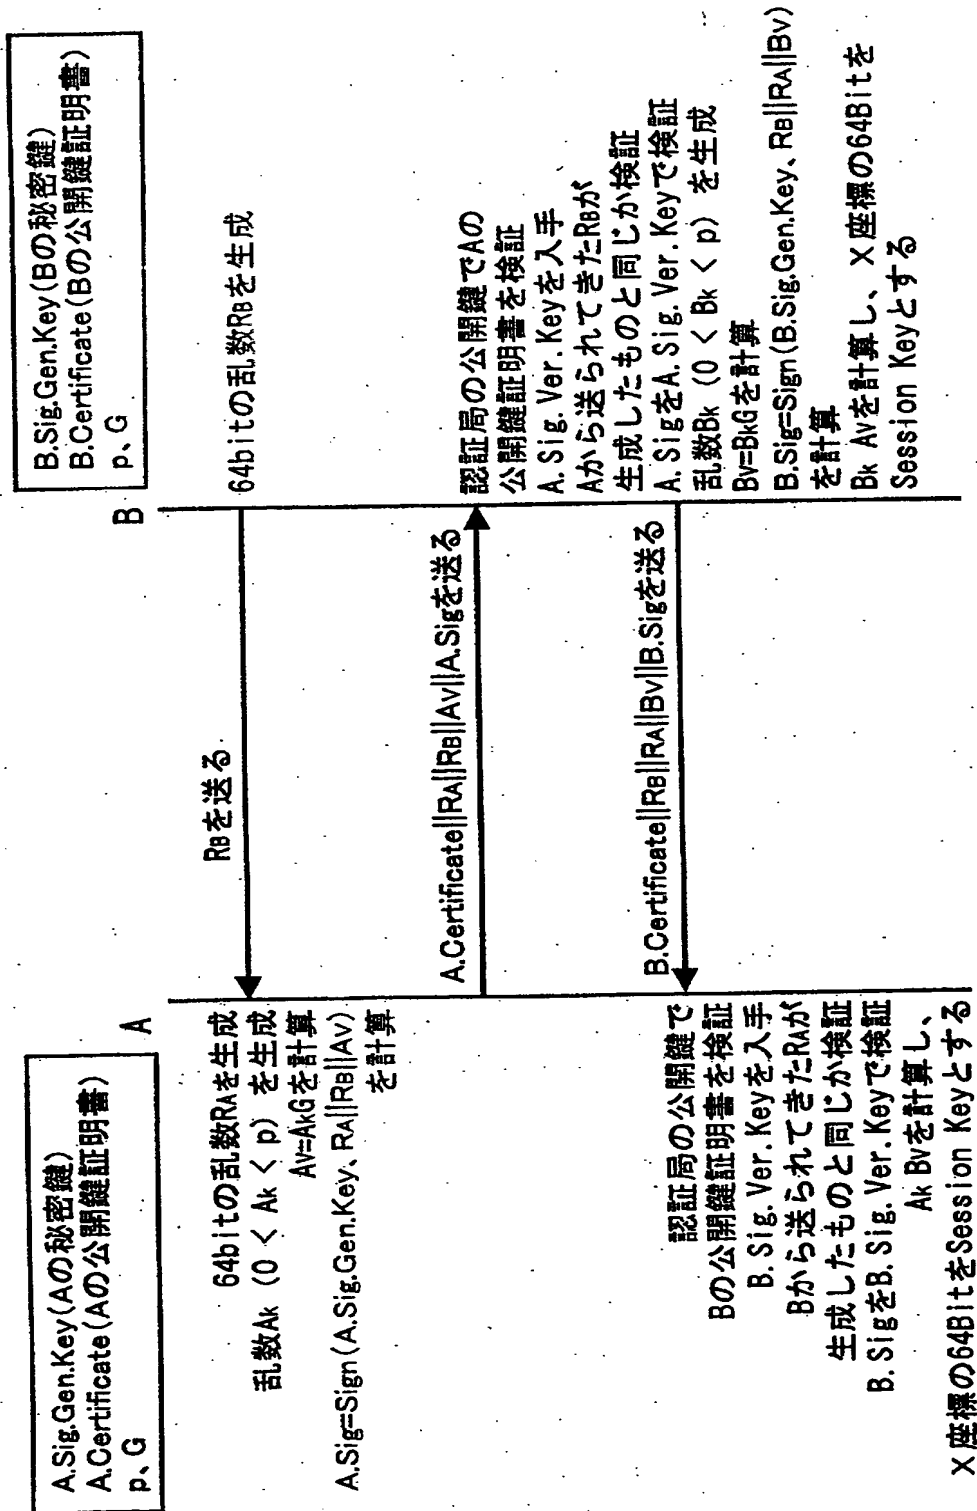 A.Sig.Gen.Key(Aの秘密鍵)
A.Certificate(Aの公開鍵証明書)
p、G
B.Sig.Gen.Key(Bの秘密鍵)
B.Certificate(Bの公開鍵証明書)
p、G
A
B
64bitの乱数RBを生成
RBを送る
64bitの乱数RAを生成
乱数Ak (0 < Ak < p) を生成
Av=AkGを計算
A.Sig=Sign(A.Sig.Gen.Key、RA||RB||Av)
を計算
A.Certificate||RA||RB||Av||A.Sigを送る
認証局の公開鍵でAの
公開鍵証明書を検証
A.Sig.Ver.Keyを入手
Aから送られてきたRBが
生成したものと同じか検証
A.SigをA.Sig.Ver.Keyで検証
乱数Bk (0 < Bk < p) を生成
Bv=BkGを計算
B.Sig=Sign(B.Sig.Gen.Key、RB||RA||Bv)
を計算
Bk Avを計算し、X座標の64Bitを
Session Keyとする
B.Certificate||RB||RA||Bv||B.Sigを送る
認証局の公開鍵で
Bの公開鍵証明書を検証
B.Sig.Ver.Keyを入手
Bから送られてきたRAが
生成したものと同じか検証
B.SigをB.Sig.Ver.Keyで検証
Ak Bvを計算し、
X座標の64BitをSession Keyとする